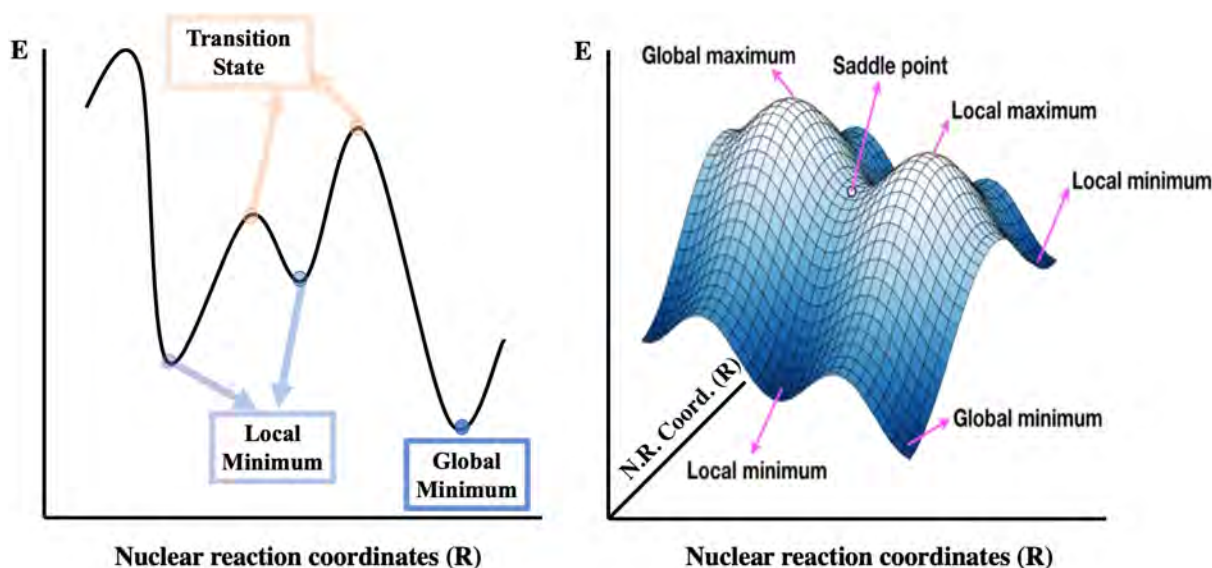 E
Transition
State
Local
Minimum
Global
Minimum
Nuclear reaction coordinates (R)
E
Global maximum
Saddle point
Local maximum
Local minimum
Global minimum
Local minimum
N.R. Coord. (R)
Nuclear reaction coordinates (R)